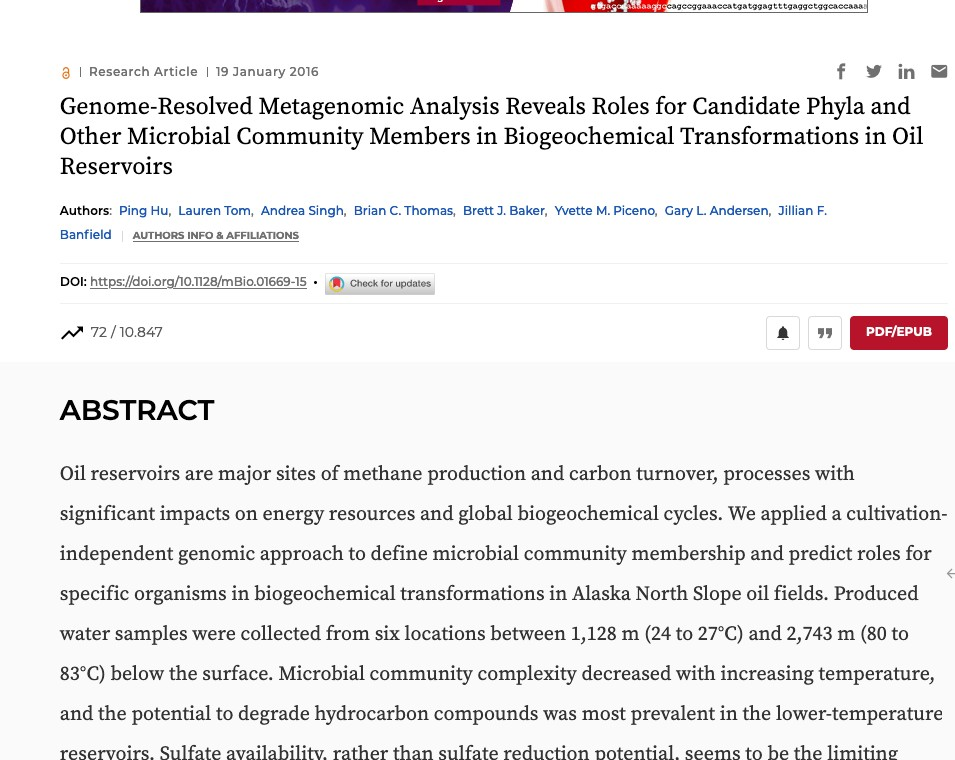 cagccggaaaccatgatggagtttgaggctggcaccaaa
Research Article | 19 January 2016
Genome-Resolved Metagenomic Analysis Reveals Roles for Candidate Phyla and
Other Microbial Community Members in Biogeochemical Transformations in Oil
Reservoirs
Authors: Ping Hu, Lauren Tom, Andrea Singh, Brian C. Thomas, Brett J. Baker, Yvette M. Piceno, Gary L. Andersen, Jillian F.
Banfield | AUTHORS INFO & AFFILIATIONS
DOI: https://doi.org/10.1128/mBio.01669-15 • Check for updates
72 / 10.847
PDF/EPUB
ABSTRACT
Oil reservoirs are major sites of methane production and carbon turnover, processes with
significant impacts on energy resources and global biogeochemical cycles. We applied a cultivation-
independent genomic approach to define microbial community membership and predict roles for
specific organisms in biogeochemical transformations in Alaska North Slope oil fields. Produced
water samples were collected from six locations between 1,128 m (24 to 27°C) and 2,743 m (80 to
83°C) below the surface. Microbial community complexity decreased with increasing temperature,
and the potential to degrade hydrocarbon compounds was most prevalent in the lower-temperature
reservoirs. Sulfate availability, rather than sulfate reduction potential, seems to be the limiting